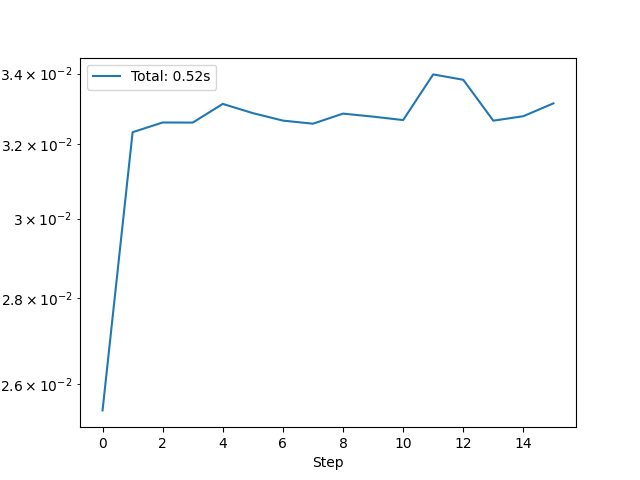 Total: 0.52s
3.4 × 10⁻²
3.2 × 10⁻²
3 × 10⁻²
2.8 × 10⁻²
2.6 × 10⁻²
0 2 4 6 8 10 12 14
Step